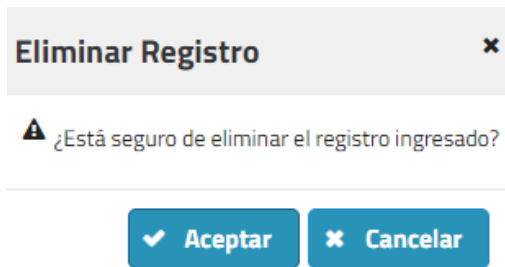 Eliminar Registro
¿Está seguro de eliminar el registro ingresado?
Aceptar
Cancelar